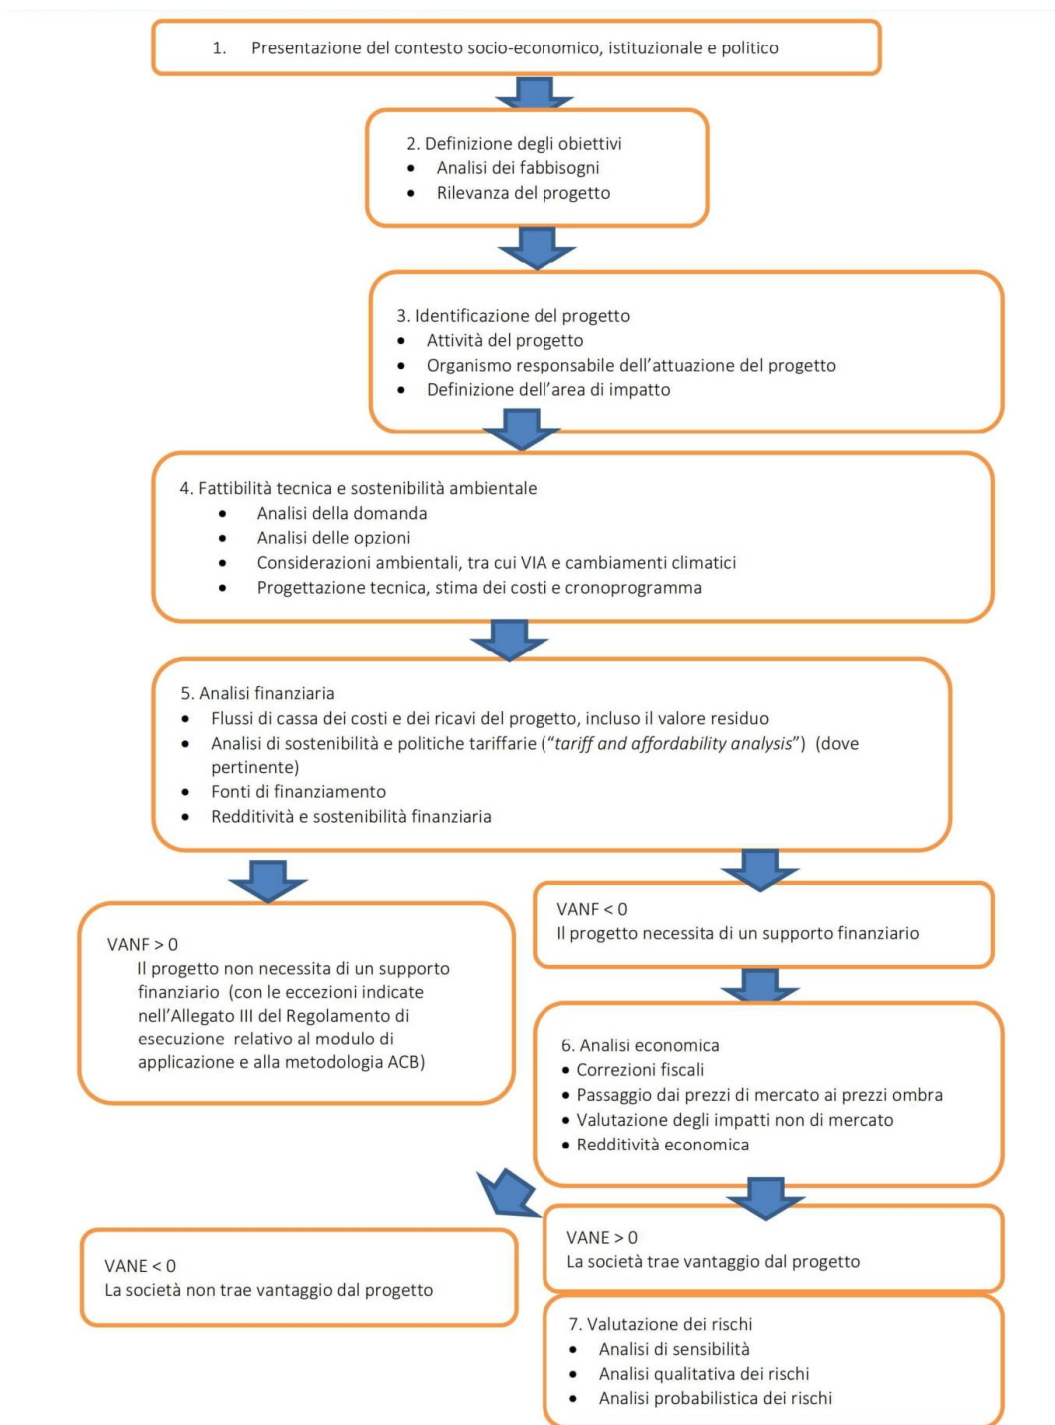 1. Presentazione del contesto socio-economico, istituzionale e politico
2. Definizione degli obiettivi
• Analisi dei fabbisogni
• Rilevanza del progetto
3. Identificazione del progetto
• Attività del progetto
• Organismo responsabile dell'attuazione del progetto
• Definizione dell'area di impatto
4. Fattibilità tecnica e sostenibilità ambientale
• Analisi della domanda
• Analisi delle opzioni
• Considerazioni ambientali, tra cui VIA e cambiamenti climatici
• Progettazione tecnica, stima dei costi e cronoprogramma
5. Analisi finanziaria
• Flussi di cassa dei costi e dei ricavi del progetto, incluso il valore residuo
• Analisi di sostenibilità e politiche tariffarie ("tariff and affordability analysis") (dove
pertinente)
• Fonti di finanziamento
• Redditività e sostenibilità finanziaria
VANF > 0
Il progetto non necessita di un supporto
finanziario (con le eccezioni indicate
nell'Allegato III del Regolamento di
esecuzione relativo al modulo di
applicazione e alla metodologia ACB)
VANF < 0
Il progetto necessita di un supporto finanziario
6. Analisi economica
• Correzioni fiscali
• Passaggio dai prezzi di mercato ai prezzi ombra
• Valutazione degli impatti non di mercato
• Redditività economica
VANE < 0
La società non trae vantaggio dal progetto
VANE > 0
La società trae vantaggio dal progetto
7. Valutazione dei rischi
• Analisi di sensibilità
• Analisi qualitativa dei rischi
• Analisi probabilistica dei rischi